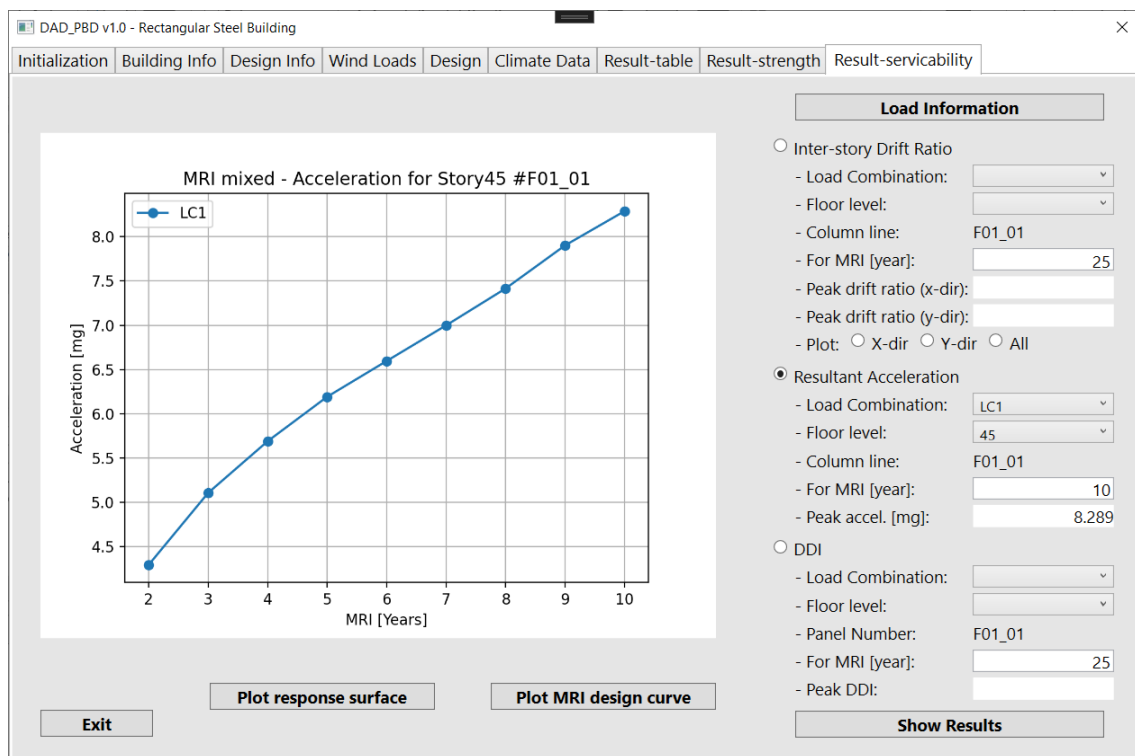 DAD_PBD v1.0 - Rectangular Steel Building
Initialization Building Info Design Info Wind Loads Design Climate Data Result-table Result-strength Result-servicability
MRI mixed - Acceleration for Story45 #F01_01
LC1
8.0
7.5
7.0
6.5
6.0
5.5
5.0
4.5
Acceleration [mg]
2 3 4 5 6 7 8 9 10
MRI [Years]
Plot response surface
Plot MRI design curve
Exit
Load Information
Inter-story Drift Ratio
- Load Combination:
- Floor level:
- Column line: F01_01
- For MRI [year]: 25
- Peak drift ratio (x-dir):
- Peak drift ratio (y-dir):
- Plot: X-dir Y-dir All
Resultant Acceleration
- Load Combination: LC1
- Floor level: 45
- Column line: F01_01
- For MRI [year]: 10
- Peak accel. [mg]: 8.289
DDI
- Load Combination:
- Floor level:
- Panel Number: F01_01
- For MRI [year]: 25
- Peak DDI:
Show Results